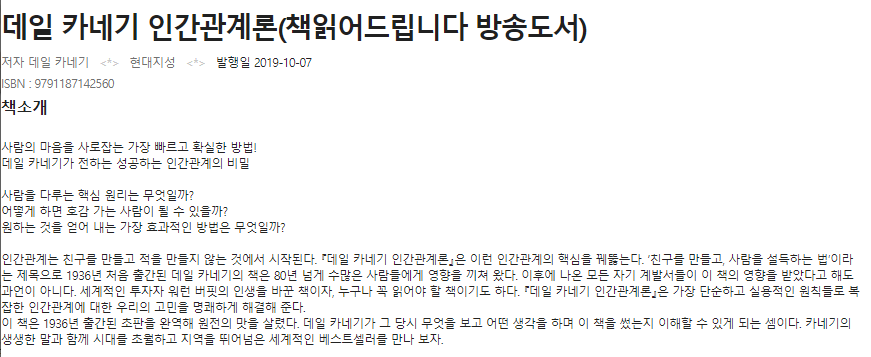 데일 카네기 인간관계론(책읽어드립니다 방송도서)
저자 데일 카네기 <*> 현대지성 <*> 발행일 2019-10-07
ISBN : 9791187142560
책소개
사람의 마음을 사로잡는 가장 빠르고 확실한 방법!
데일 카네기가 전하는 성공하는 인간관계의 비밀
사람을 다루는 핵심 원리는 무엇일까?
어떻게 하면 호감 가는 사람이 될 수 있을까?
원하는 것을 얻어 내는 가장 효과적인 방법은 무엇일까?
인간관계는 친구를 만들고 적을 만들지 않는 것에서 시작된다. 『데일 카네기 인간관계론』은 이런 인간관계의 핵심을 꿰뚫는다. ‘친구를 만들고, 사람을 설득하는 법’이라
는 제목으로 1936년 처음 출간된 데일 카네기의 책은 80년 넘게 수많은 사람들에게 영향을 끼쳐 왔다. 이후에 나온 모든 자기 계발서들이 이 책의 영향을 받았다고 해도
과언이 아니다. 세계적인 투자자 워런 버핏의 인생을 바꾼 책이자, 누구나 꼭 읽어야 할 책이기도 하다. 『데일 카네기 인간관계론』은 가장 단순하고 실용적인 원칙들로 복
잡한 인간관계에 대한 우리의 고민을 명쾌하게 해결해 준다.
이 책은 1936년 출간된 초판을 완역해 원전의 맛을 살렸다. 데일 카네기가 그 당시 무엇을 보고 어떤 생각을 하며 이 책을 썼는지 이해할 수 있게 되는 셈이다. 카네기의
생생한 말과 함께 시대를 초월하고 지역을 뛰어넘은 세계적인 베스트셀러를 만나 보자.